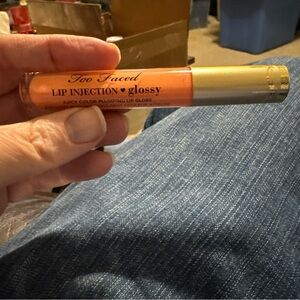 Too Faced
LIP INJECTION ♥ glossy
JUICY COLOR PLUMPING LIP GLOSS